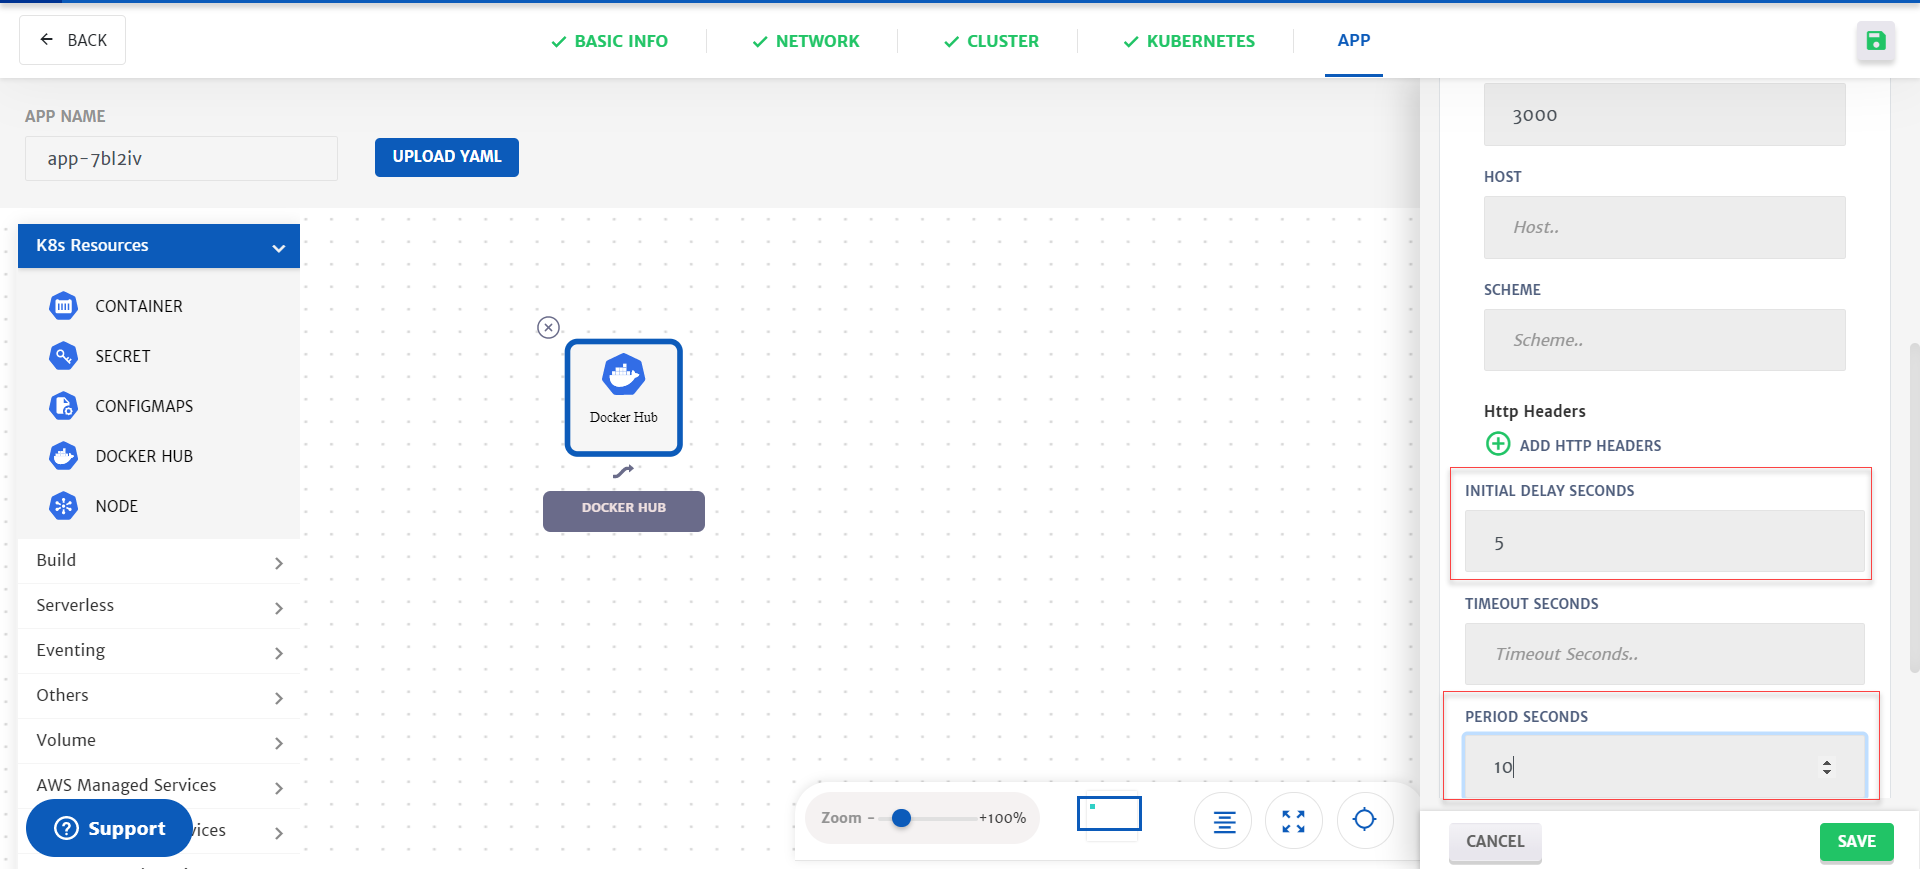 BACK
BASIC INFO
NETWORK
CLUSTER
KUBERNETES
APP
APP NAME
app-7bl2iv
UPLOAD YAML
K8s Resources
CONTAINER
SECRET
CONFIGMAPS
DOCKER HUB
NODE
Build
Serverless
Eventing
Others
Volume
AWS Managed Services
vices
Support
Docker Hub
DOCKER HUB
Zoom - +100%
3000
HOST
Host..
SCHEME
Scheme..
Http Headers
ADD HTTP HEADERS
INITIAL DELAY SECONDS
5
TIMEOUT SECONDS
Timeout Seconds..
PERIOD SECONDS
10
CANCEL
SAVE